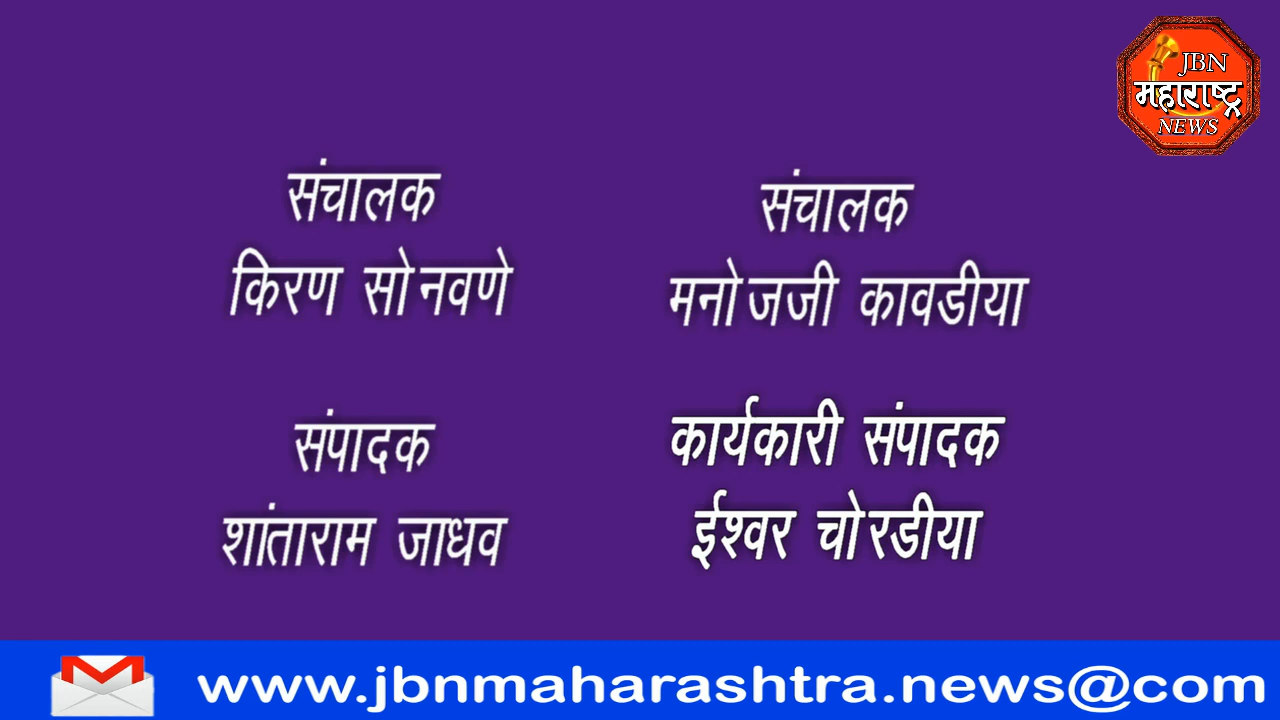 JBN
महाराष्ट्र
NEWS
संचालक
किरण सोनवणे
संचालक
मनोजजी कावडीया
संपादक
शांताराम जाधव
कार्यकारी संपादक
ईश्वर चोरडीया
www.jbnmaharashtra.news@com